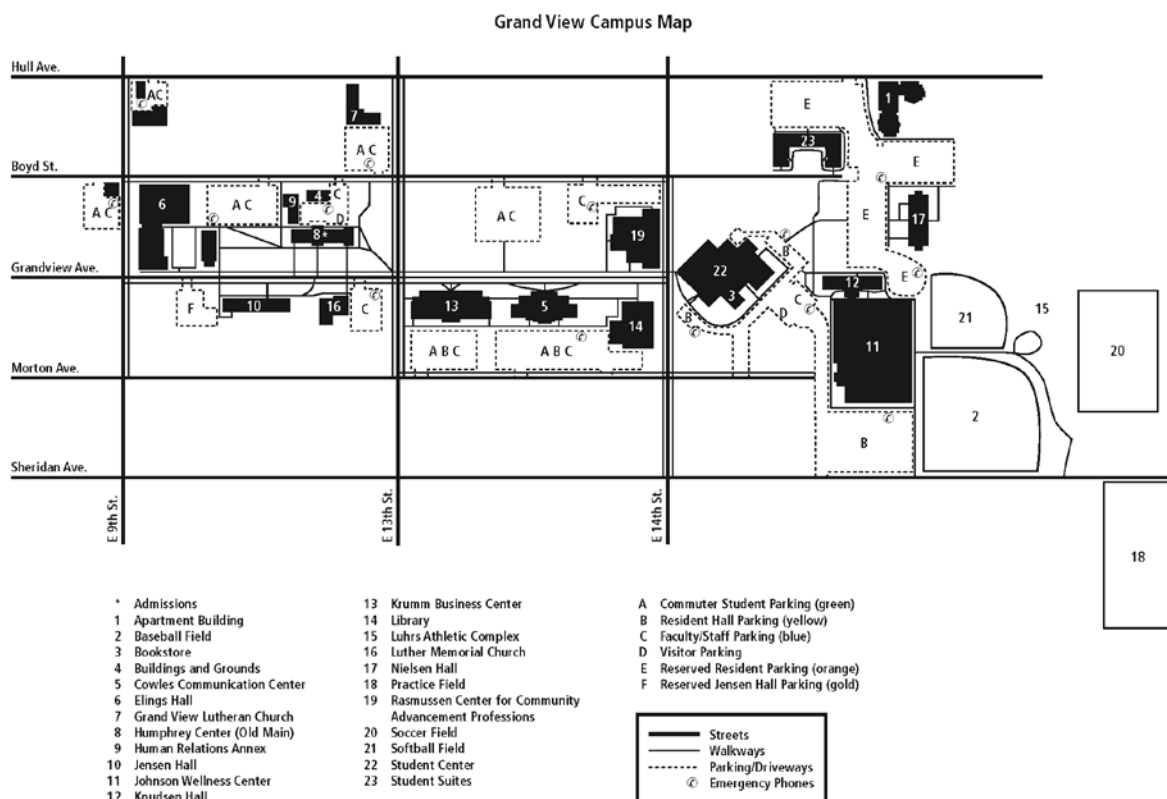 Grand View Campus Map
Hull Ave.
A C
1
E
7
23
A C
E
Boyd St.
A C
6
A C
9
4
C
D
8*
A C
C
19
E
17
B
22
3
Grandview Ave.
E
12
F
10
16
C
13
5
14
B
C
D
21
15
20
11
A B C
A B C
Morton Ave.
2
B
Sheridan Ave.
E 9th St.
E 13th St.
E 14th St.
18
* Admissions
1 Apartment Building
2 Baseball Field
3 Bookstore
4 Buildings and Grounds
5 Cowles Communication Center
6 Elings Hall
7 Grand View Lutheran Church
8 Humphrey Center (Old Main)
9 Human Relations Annex
10 Jensen Hall
11 Johnson Wellness Center
12 Knudsen Hall
13 Krumm Business Center
14 Library
15 Luhrs Athletic Complex
16 Luther Memorial Church
17 Nielsen Hall
18 Practice Field
19 Rasmussen Center for Community
Advancement Professions
20 Soccer Field
21 Softball Field
22 Student Center
23 Student Suites
A Commuter Student Parking (green)
B Resident Hall Parking (yellow)
C Faculty/Staff Parking (blue)
D Visitor Parking
E Reserved Resident Parking (orange)
F Reserved Jensen Hall Parking (gold)
Streets
Walkways
Parking/Driveways
Emergency Phones